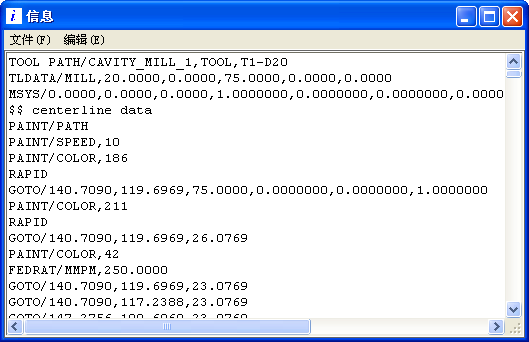 信息
文件(F) 编辑(E)
TOOL PATH/CAVITY_MILL_1,TOOL,T1-D20
TLDATA/MILL,20.0000,0.0000,75.0000,0.0000,0.0000
MSYS/0.0000,0.0000,0.0000,1.0000000,0.0000000,0.0000000,0.0000
$$ centerline data
PAINT/PATH
PAINT/SPEED,10
PAINT/COLOR,186
RAPID
GOTO/140.7090,119.6969,75.0000,0.0000000,0.0000000,1.0000000
PAINT/COLOR,211
RAPID
GOTO/140.7090,119.6969,26.0769
PAINT/COLOR,42
FEDRAT/MMPM,250.0000
GOTO/140.7090,119.6969,23.0769
GOTO/140.7090,117.2388,23.0769